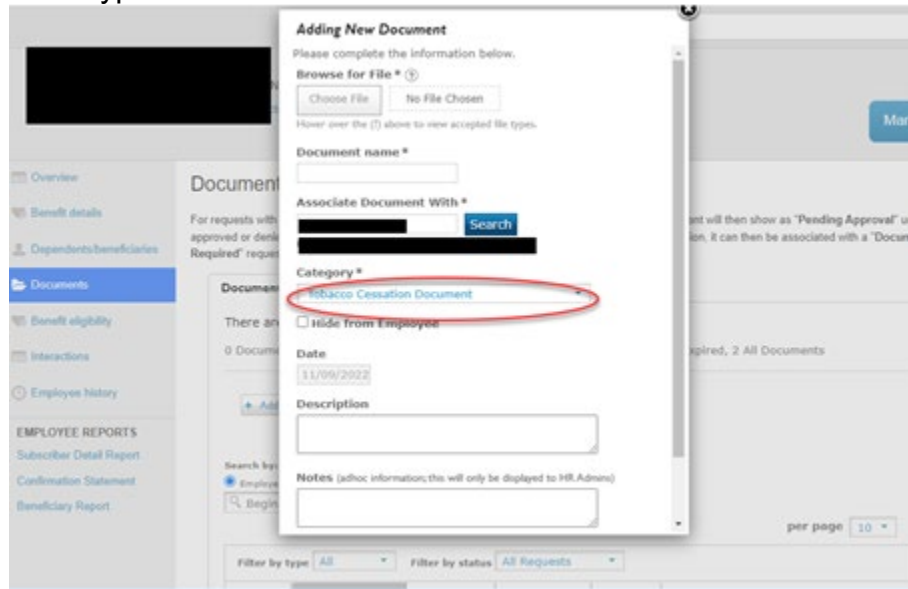 Adding New Document
Please complete the information below.
Browse for File * (?)
Choose File No File Chosen
Hover over the (?) above to view accepted file types.
Document name *
Associate Document With *
Search
Category *
Tobacco Cessation Document
Hide from Employee
Date
11/09/2022
Description
Notes (adhoc information; this will only be displayed to HR Admins)
Overview
Benefit details
Dependents/beneficiaries
Documents
Benefit eligibility
Interactions
Employee history
EMPLOYEE REPORTS
Subscriber Detail Report
Confirmation Statement
Beneficiary Report
Document
For requests with
ent will then show as "Pending Approval" u
approved or denie
ion, it can then be associated with a "Docum
Required" reques
Documen
There are
0 Docume
xpired, 2 All Documents
+ Add
Search by:
Employe
Begin
per page 10
Filter by type All Filter by status All Requests
Mar